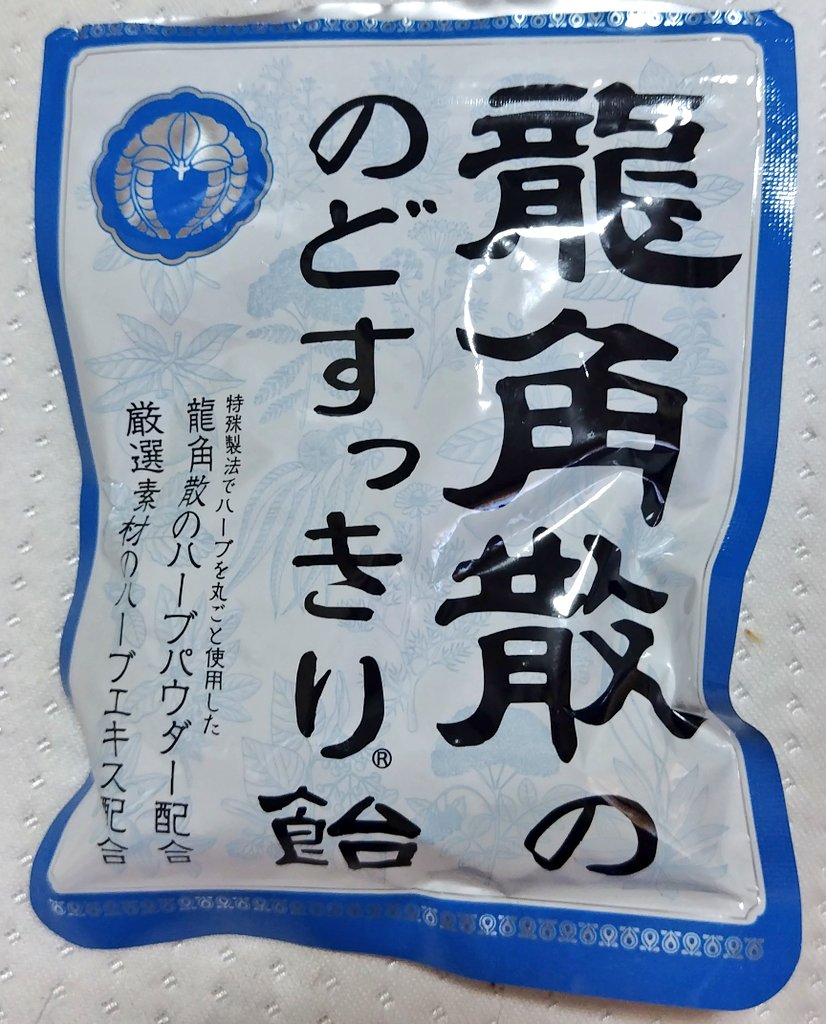 龍角散の
のどすっきり®飴
特殊製法でハーブを丸ごと使用した
龍角散のハーブパウダー配合
厳選素材のハーブエキス配合